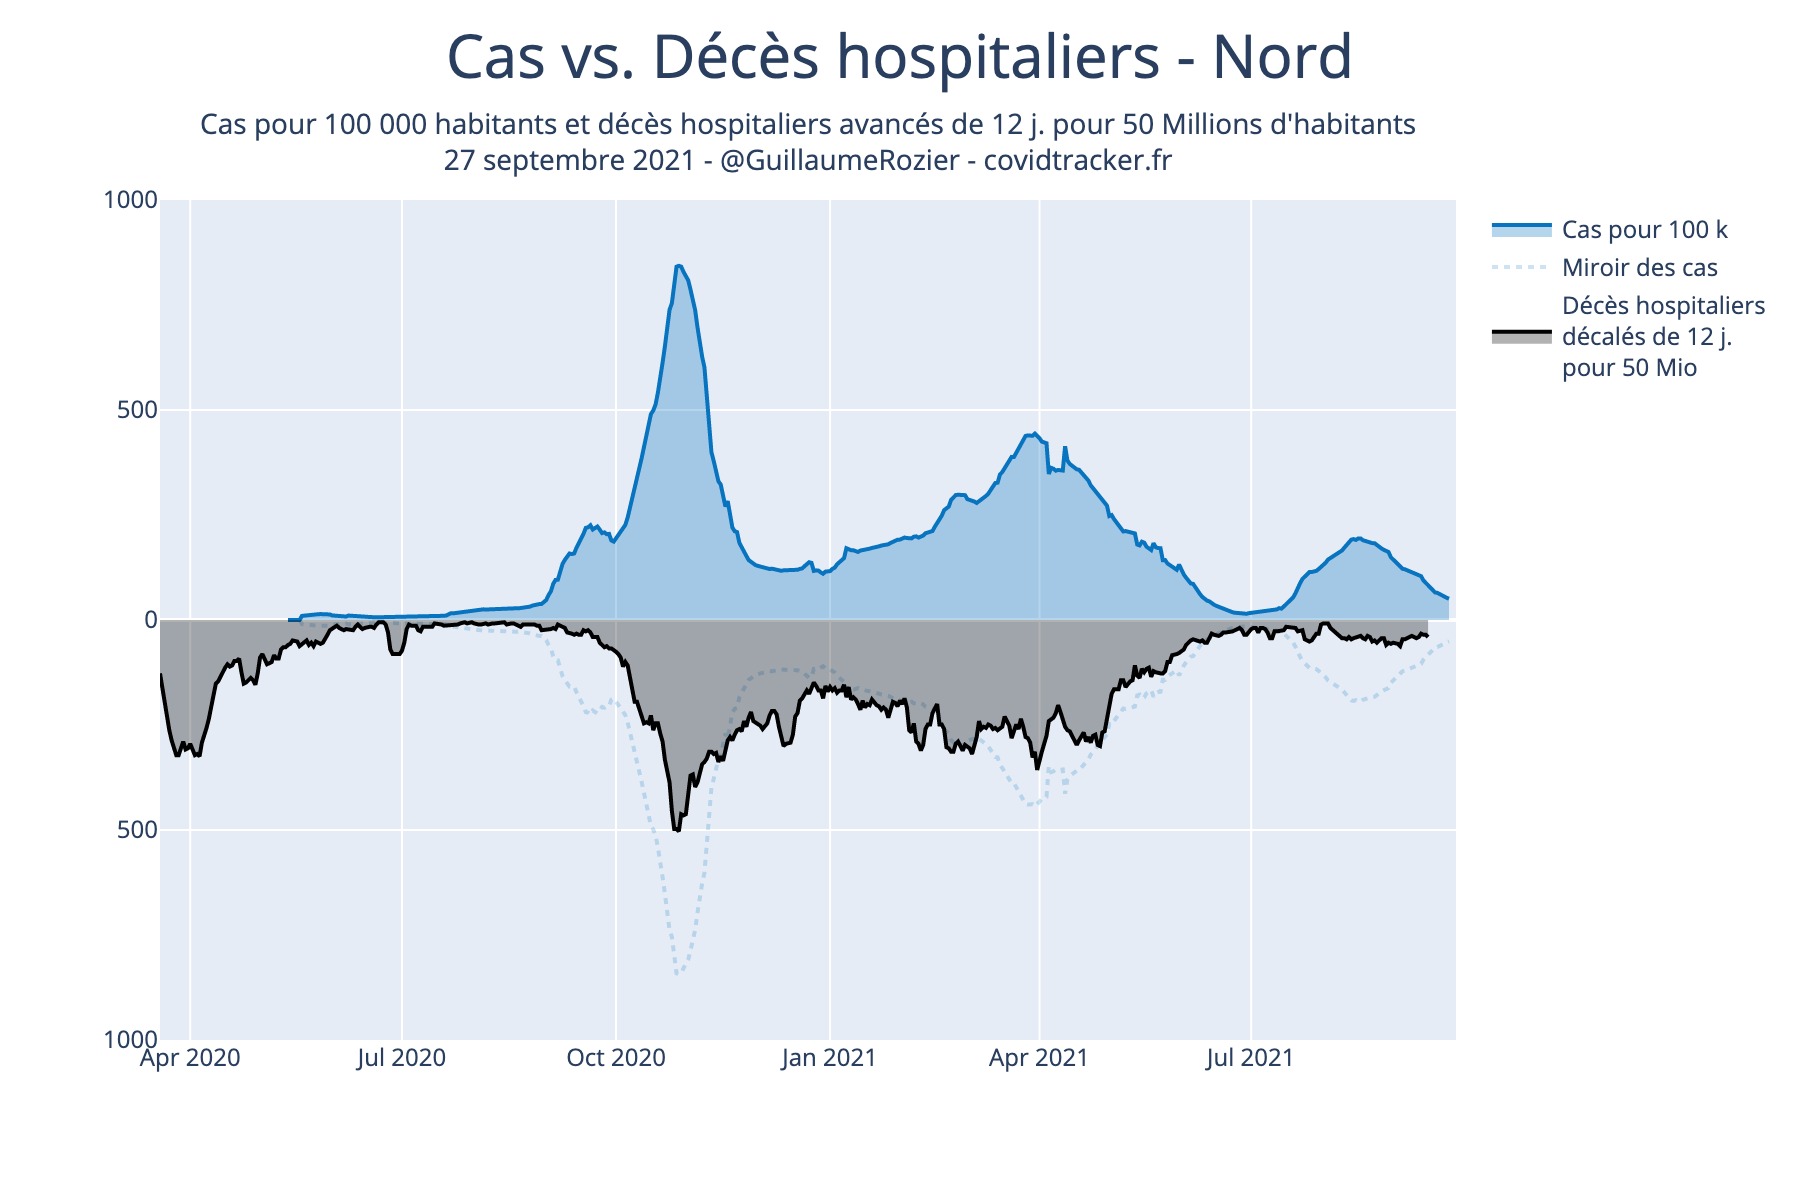 Cas vs. Décès hospitaliers - Nord
Cas pour 100 000 habitants et décès hospitaliers avancés de 12 j. pour 50 Millions d'habitants
27 septembre 2021 - @GuillaumeRozier - covidtracker.fr
1000
500
0
500
1000
Apr 2020
Jul 2020
Oct 2020
Jan 2021
Apr 2021
Jul 2021
Cas pour 100 k
Miroir des cas
Décès hospitaliers
décalés de 12 j.
pour 50 Mio